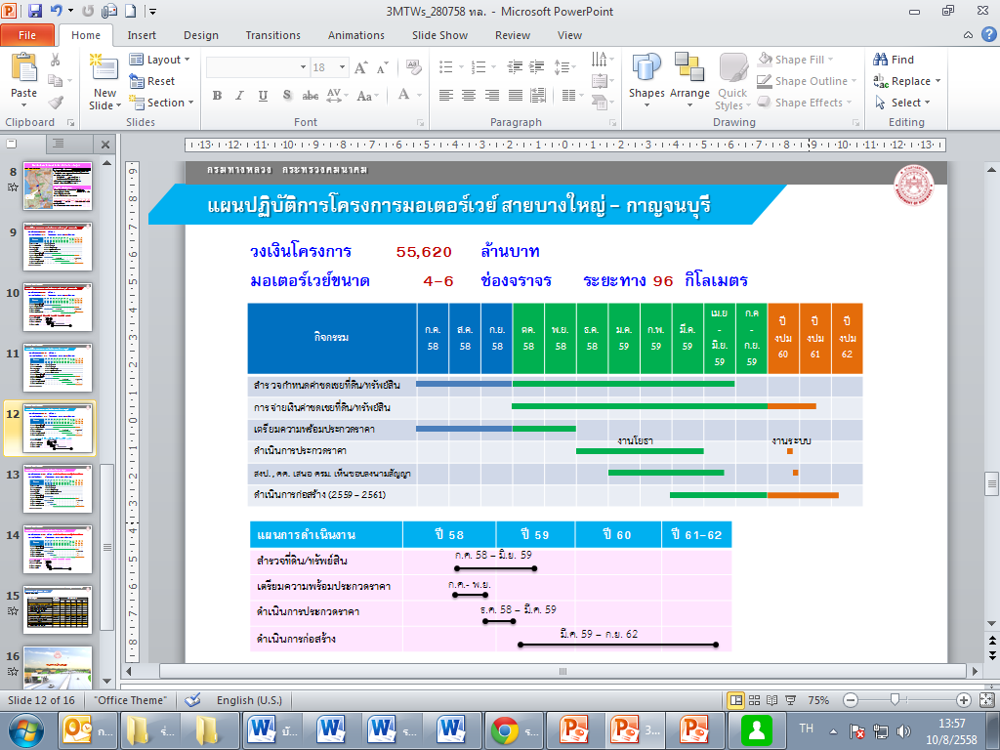 3MTWs_280758 ทล. - Microsoft PowerPoint
File Home Insert Design Transitions Animations Slide Show Review View
Paste
New Slide
Layout
Reset
Section
18
B I U S abc AV Aa A
Shapes Arrange Quick Styles
Shape Fill
Shape Outline
Shape Effects
Find
Replace
Select
Clipboard Slides Font Paragraph Drawing Editing
8
9
10
11
12
13
14
15
16
กรมทางหลวง กระทรวงคมนาคม
แผนปฏิบัติการโครงการมอเตอร์เวย์ สายบางใหญ่ – กาญจนบุรี
วงเงินโครงการ 55,620 ล้านบาท
มอเตอร์เวย์ขนาด 4-6 ช่องจราจร ระยะทาง 96 กิโลเมตร
กิจกรรม ก.ค. 58 ส.ค. 58 ก.ย. 58 ตค. 58 พ.ย. 58 ธ.ค. 58 ม.ค. 59 ก.พ. 59 มี.ค. 59 เม.ย - มิ.ย. 59 ก.ค - ก.ย. 59 ปี งปม 60 ปี งปม 61 ปี งปม 62
สำรวจกำหนดค่าชดเชยที่ดิน/ทรัพย์สิน
การจ่ายเงินค่าชดเชยที่ดิน/ทรัพย์สิน
เตรียมความพร้อมประกวดราคา
ดำเนินการประกวดราคา งานโยธา งานระบบ
สงป., คค. เสนอ ครม. เห็นชอบลงนามสัญญา
ดำเนินการก่อสร้าง (2559 – 2561)
แผนการดำเนินงาน ปี 58 ปี 59 ปี 60 ปี 61-62
สำรวจที่ดิน/ทรัพย์สิน ก.ค. 58 – มิ.ย. 59
เตรียมความพร้อมประกวดราคา ก.ค.- พ.ย.
ดำเนินการประกวดราคา ธ.ค. 58 – มี.ค. 59
ดำเนินการก่อสร้าง มี.ค. 59 – ก.ย. 62
Slide 12 of 16 "Office Theme" English (U.S.) 75%
ก... ร... บั... ร... ร... 3... TH 13:57
10/8/2558